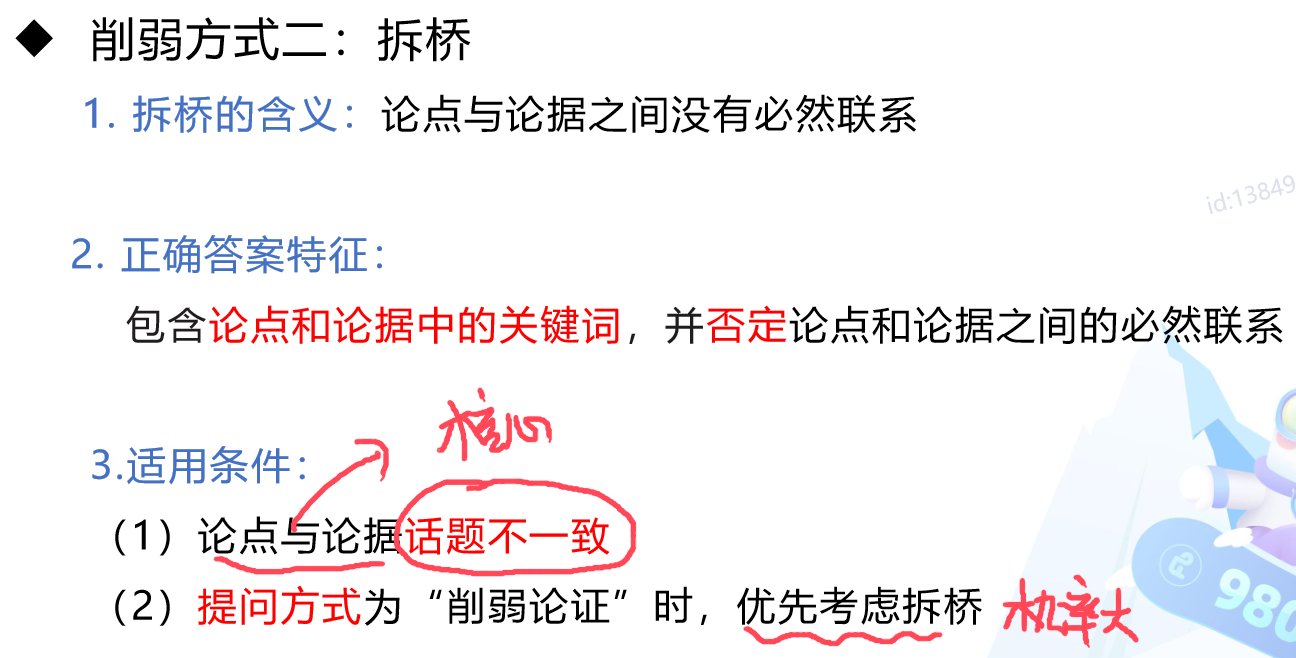 ◆ 削弱方式二：拆桥
1. 拆桥的含义：论点与论据之间没有必然联系
id:13849
2. 正确答案特征：
包含论点和论据中的关键词，并否定论点和论据之间的必然联系
核心
3.适用条件：
（1）论点与论据话题不一致
（2）提问方式为“削弱论证”时，优先考虑拆桥 机率大
980